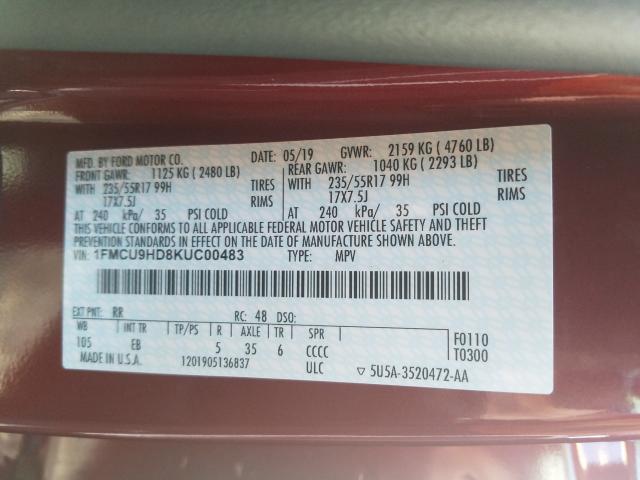 MFD. BY FORD MOTOR CO. DATE: 05/19 GVWR: 2159 KG ( 4760 LB)
FRONT GAWR: 1125 KG ( 2480 LB) REAR GAWR: 1040 KG ( 2293 LB)
WITH 235/55R17 99H TIRES WITH 235/55R17 99H TIRES
17X7.5J RIMS 17X7.5J RIMS
AT 240 kPa/ 35 PSI COLD AT 240 kPa/ 35 PSI COLD
THIS VEHICLE CONFORMS TO ALL APPLICABLE FEDERAL MOTOR VEHICLE SAFETY AND THEFT
PREVENTION STANDARDS IN EFFECT ON THE DATE OF MANUFACTURE SHOWN ABOVE.
VIN: 1FMCU9HD8KUC00483 TYPE: MPV
EXT PNT: RR RC: 48 DSO:
WB INT TR TP/PS R AXLE TR SPR F0110
105 EB 5 35 6 CCCC T0300
MADE IN U.S.A. 1201905136837 ULC ▽ 5U5A-3520472-AA